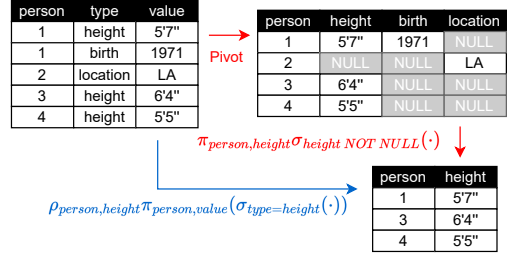 person type value
1 height 5'7"
1 birth 1971
2 location LA
3 height 6'4"
4 height 5'5"
Pivot
person height birth location
1 5'7" 1971 NULL
2 NULL NULL LA
3 6'4" NULL NULL
4 5'5" NULL NULL
π_{person,height}σ_{height NOT NULL}(·)
ρ_{person,height}π_{person,value}(σ_{type=height}(·))
person height
1 5'7"
3 6'4"
4 5'5"